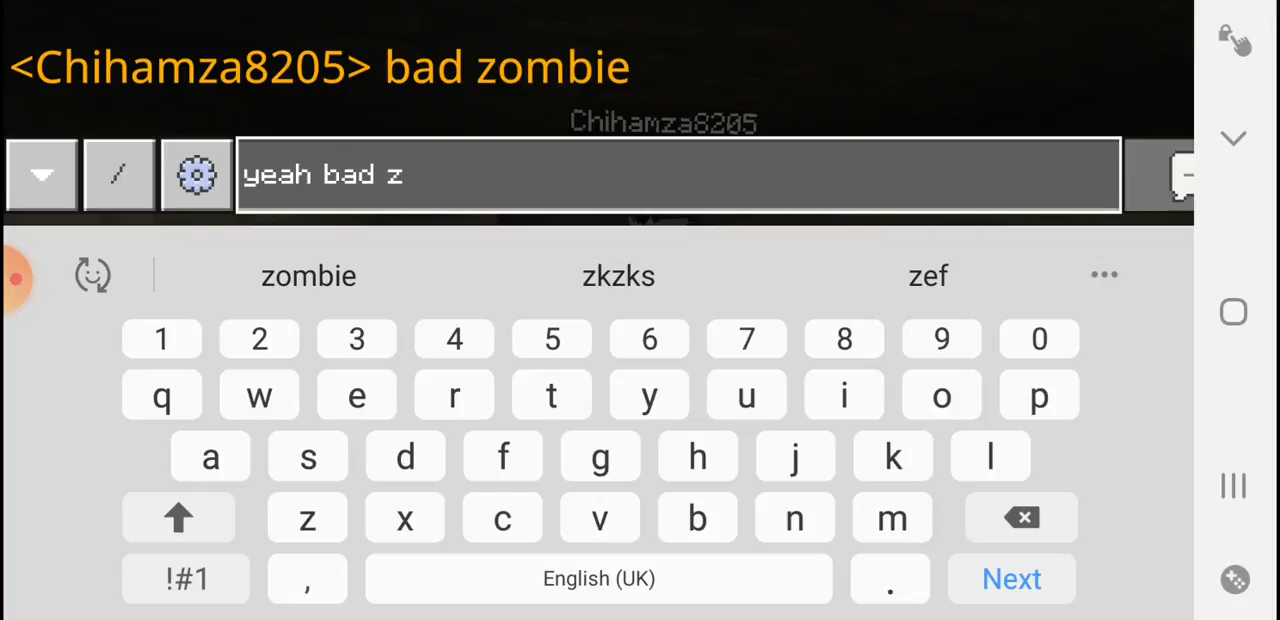 <Chihamza8205> bad zombie
Chihamza8205
/
yeah bad z
zombie zkzks zef
1 2 3 4 5 6 7 8 9 0
q w e r t y u i o p
a s d f g h j k l
z x c v b n m
!#1 , English (UK) . Next